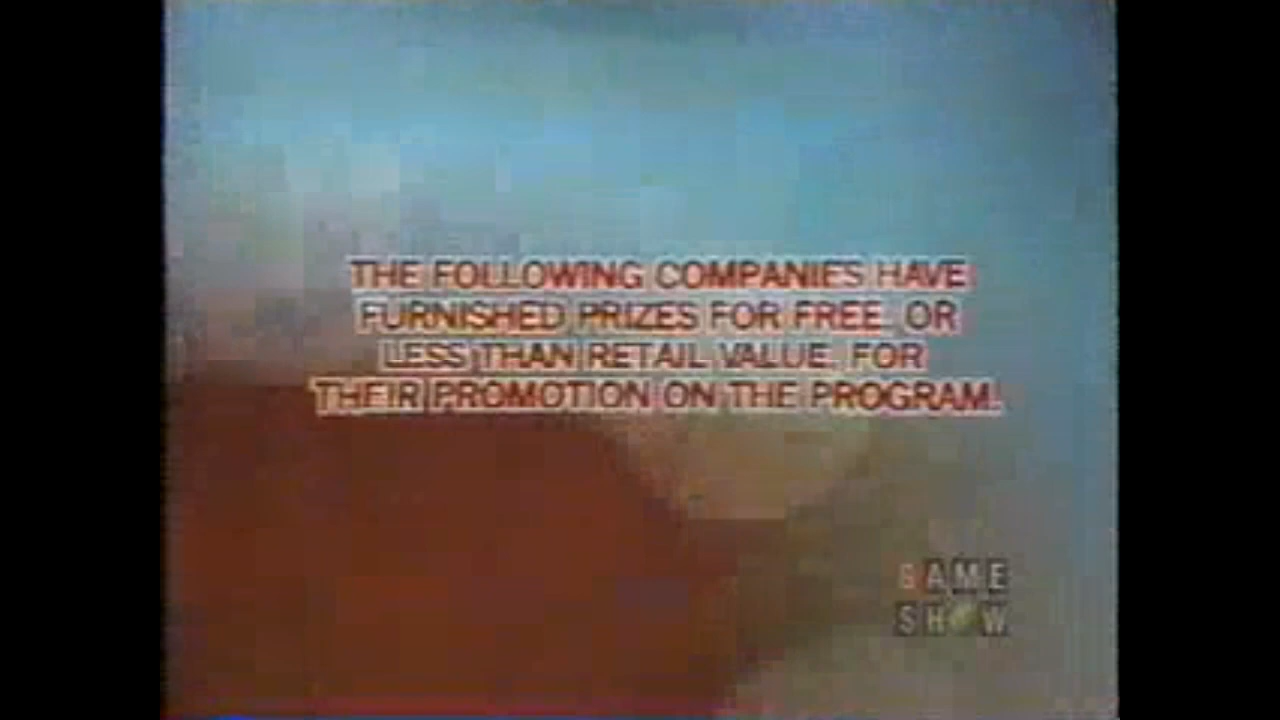 THE FOLLOWING COMPANIES HAVE
FURNISHED PRIZES FOR FREE, OR
LESS THAN RETAIL VALUE, FOR
THEIR PROMOTION ON THE PROGRAM.
GAME
SHOW